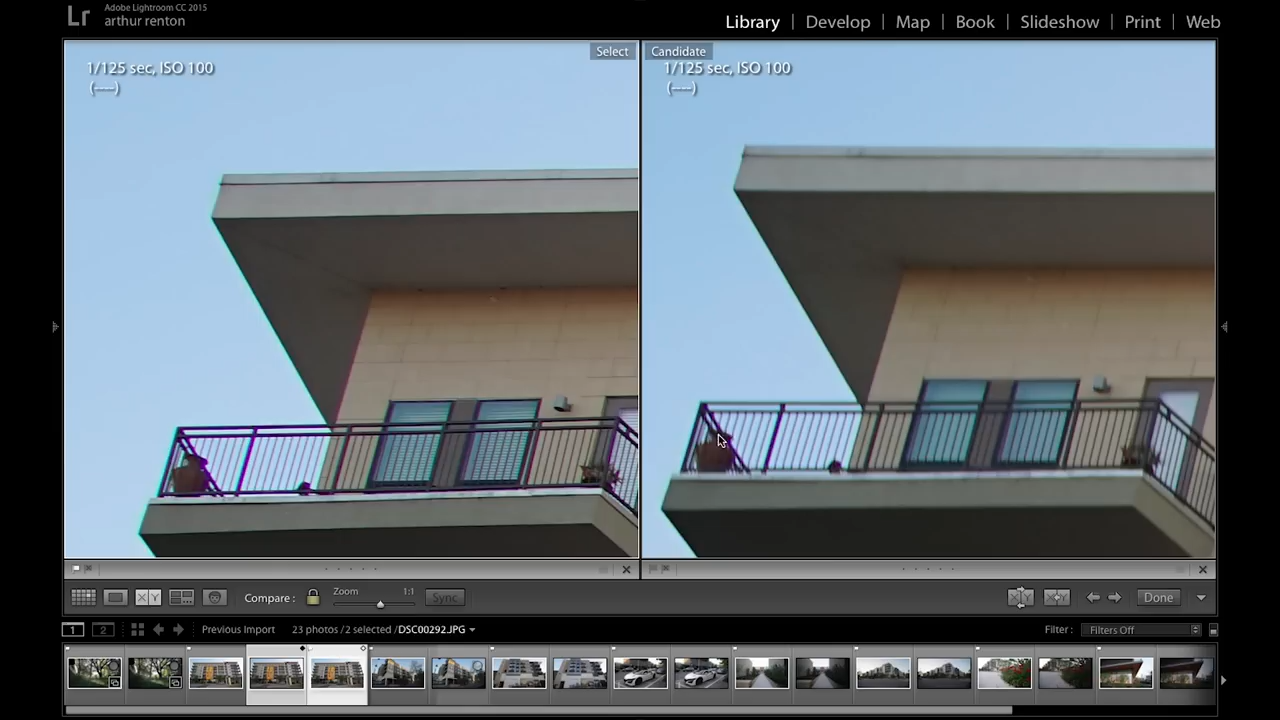 Lr
Adobe Lightroom CC 2015
arthur renton
Library | Develop | Map | Book | Slideshow | Print | Web
Select
Candidate
1/125 sec, ISO 100
(---)
1/125 sec, ISO 100
(---)
X Y
Compare :
Zoom
1:1
Sync
Done
1
2
Previous Import
23 photos /2 selected /DSC00292.JPG
Filter :
Filters Off